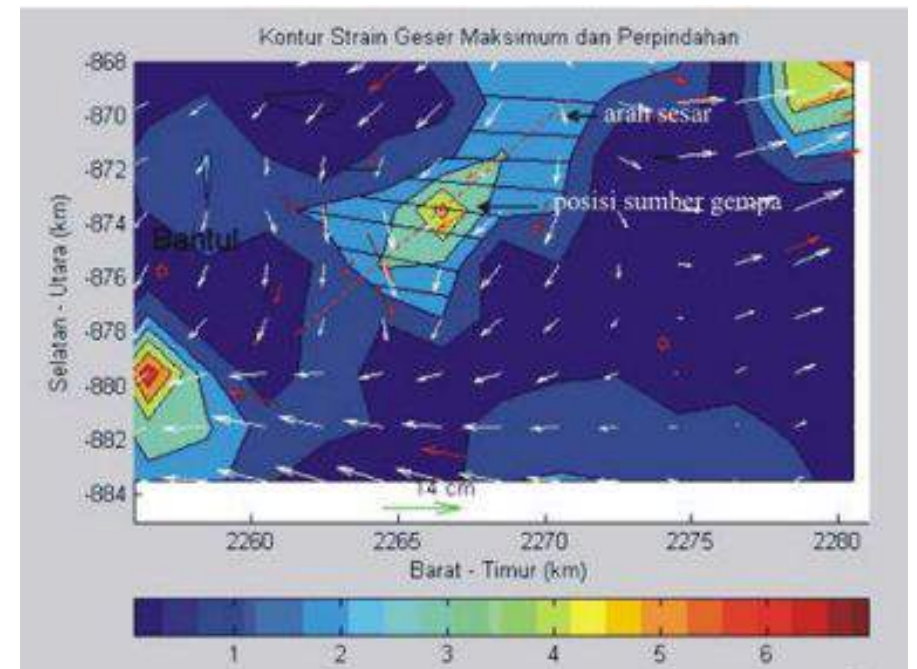 Kontur Strain Geser Maksimum dan Perpindahan
-868
-870
-872
-874
-876
-878
-880
-882
-884
Selatan - Utara (km)
arah sesar
posisi sumber gempa
Bantul
14 cm
2260 2265 2270 2275 2280
Barat - Timur (km)
1 2 3 4 5 6